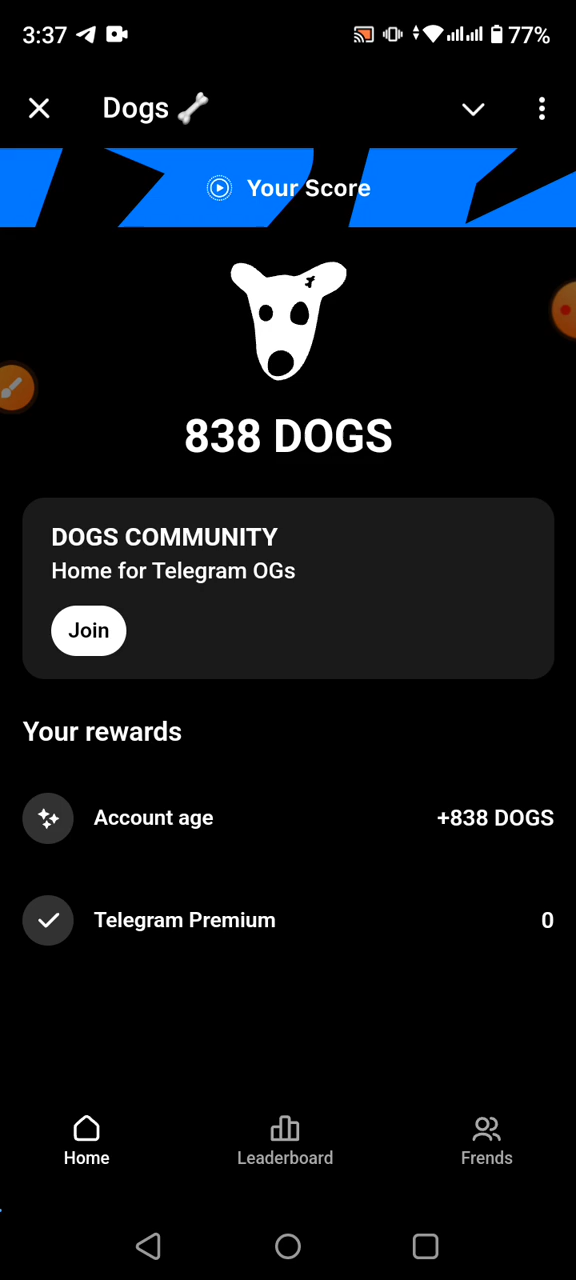 3:37
77%
Dogs 🦴
Your Score
838 DOGS
DOGS COMMUNITY
Home for Telegram OGs
Join
Your rewards
Account age
+838 DOGS
Telegram Premium
0
Home
Leaderboard
Frends